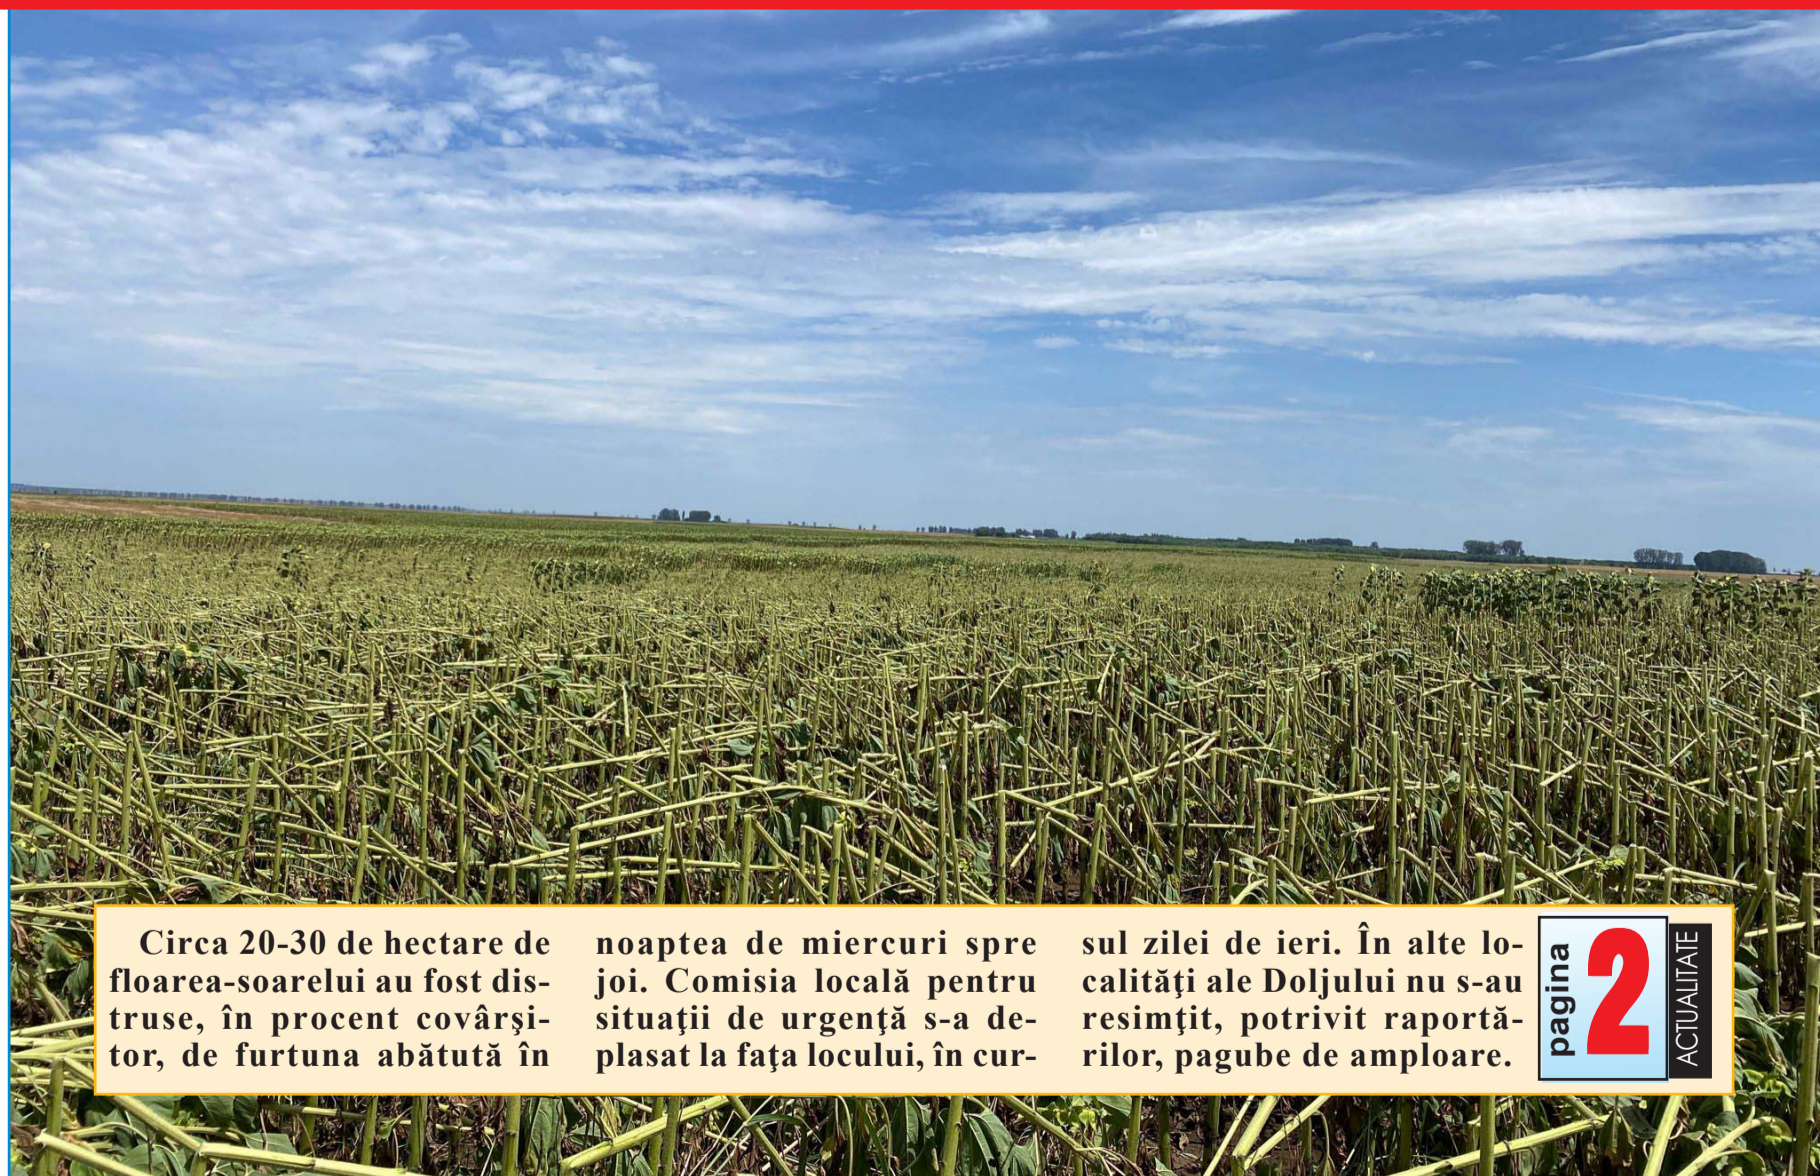 Circa 20-30 de hectare de
floarea-soarelui au fost dis-
truse, în procent covârşi-
tor, de furtuna abătută în
noaptea de miercuri spre
joi. Comisia locală pentru
situaţii de urgenţă s-a de-
plasat la faţa locului, în cur-
sul zilei de ieri. În alte lo-
calităţi ale Doljului nu s-au
resimţit, potrivit raportă-
rilor, pagube de amploare.
pagina
2
ACTUALITATE